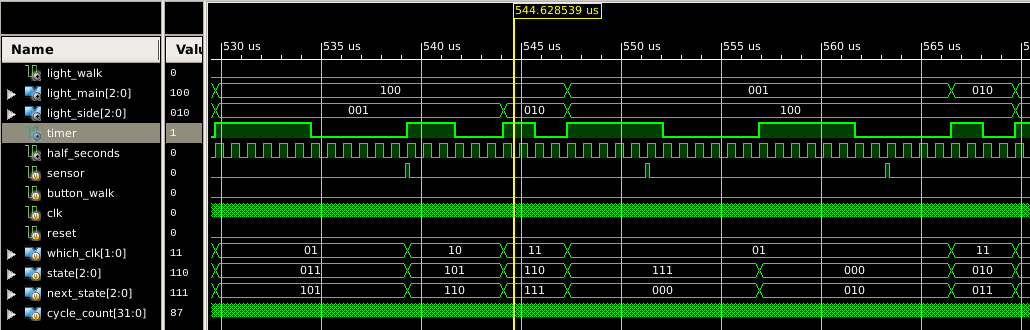 544.628539 us
Name Valu
530 us 535 us 540 us 545 us 550 us 555 us 560 us 565 us 5
light_walk 0
light_main[2:0] 100 100 001 010
light_side[2:0] 010 001 010 100
timer 1
half_seconds 0
sensor 0
button_walk 0
clk 0
reset 0
which_clk[1:0] 11 01 10 11 01 11
state[2:0] 110 011 101 110 111 000 010
next_state[2:0] 111 101 110 111 000 010 011
cycle_count[31:0] 87